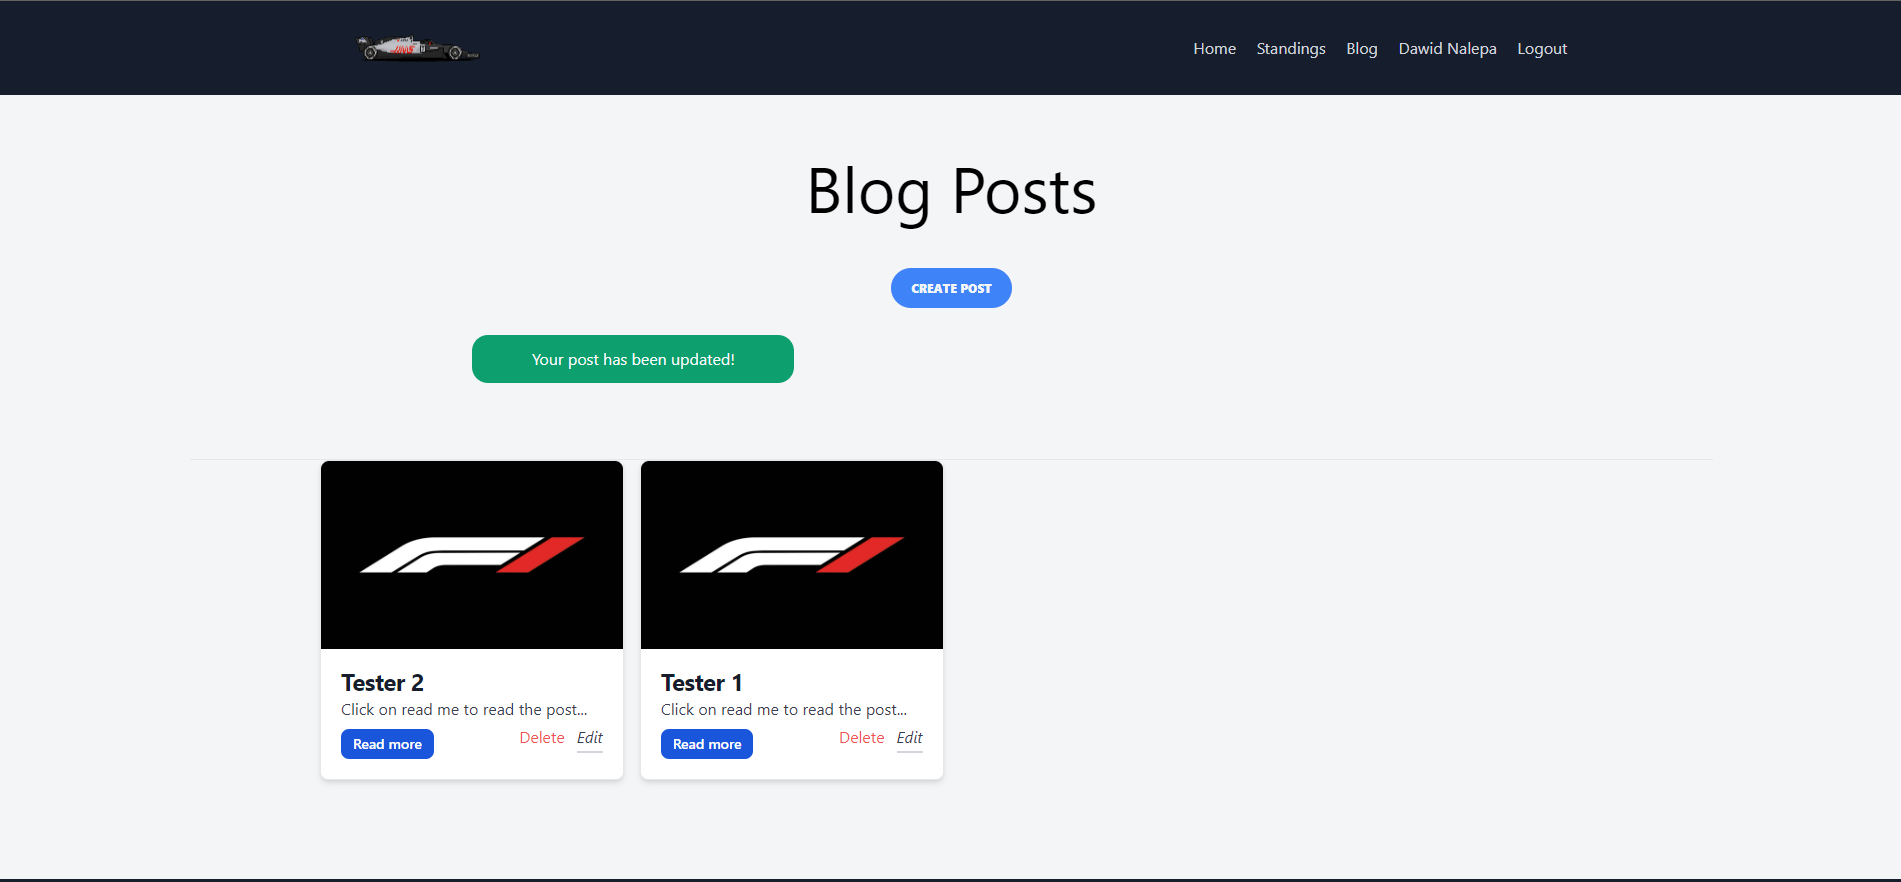 Home Standings Blog Dawid Nalepa Logout
Blog Posts
CREATE POST
Your post has been updated!
Tester 2
Click on read me to read the post...
Read more Delete Edit
Tester 1
Click on read me to read the post...
Read more Delete Edit